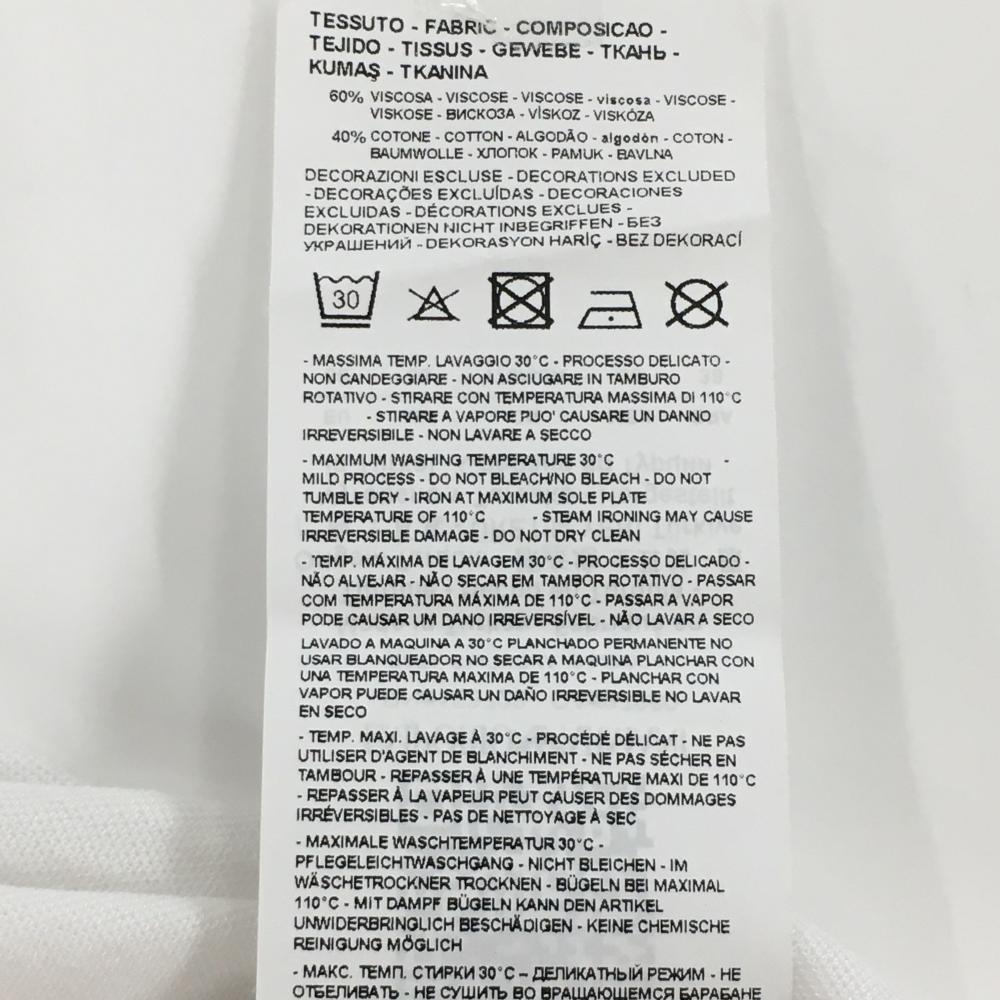 TESSUTO - FABRIC - COMPOSICAO -
TEJIDO - TISSUS - GEWEBE - ТКАНЬ -
KUMAŞ - TKANINA
60% VISCOSA - VISCOSE - VISCOSE - viscosa - VISCOSE -
VISKOSE - ВИСКОЗА - VİSKOZ - VISKÓZA
40% COTONE - COTTON - ALGODÃO - algodón - COTON -
BAUMWOLLE - ХЛОПОК - PAMUK - BAVLNA
DECORAZIONI ESCLUSE - DECORATIONS EXCLUDED
- DECORAÇÕES EXCLUÍDAS - DECORACIONES
EXCLUIDAS - DÉCORATIONS EXCLUES -
DEKORATIONEN NICHT INBEGRIFFEN - БЕЗ
УКРАШЕНИЙ - DEKORASYON HARİÇ - BEZ DEKORACÍ
30
- MASSIMA TEMP. LAVAGGIO 30°C - PROCESSO DELICATO -
NON CANDEGGIARE - NON ASCIUGARE IN TAMBURO
ROTATIVO - STIRARE CON TEMPERATURA MASSIMA DI 110°C
- STIRARE A VAPORE PUO' CAUSARE UN DANNO
IRREVERSIBILE - NON LAVARE A SECCO
- MAXIMUM WASHING TEMPERATURE 30°C -
MILD PROCESS - DO NOT BLEACH/NO BLEACH - DO NOT
TUMBLE DRY - IRON AT MAXIMUM SOLE PLATE
TEMPERATURE OF 110°C - STEAM IRONING MAY CAUSE
IRREVERSIBLE DAMAGE - DO NOT DRY CLEAN
- TEMP. MÁXIMA DE LAVAGEM 30°C - PROCESSO DELICADO -
NÃO ALVEJAR - NÃO SECAR EM TAMBOR ROTATIVO - PASSAR
COM TEMPERATURA MÁXIMA DE 110°C - PASSAR A VAPOR
PODE CAUSAR UM DANO IRREVERSÍVEL - NÃO LAVAR A SECO
LAVADO A MAQUINA A 30°C PLANCHADO PERMANENTE NO
USAR BLANQUEADOR NO SECAR A MAQUINA PLANCHAR CON
UNA TEMPERATURA MAXIMA DE 110°C - PLANCHAR CON
VAPOR PUEDE CAUSAR UN DAÑO IRREVERSIBLE NO LAVAR
EN SECO
- TEMP. MAXI. LAVAGE À 30°C - PROCÉDÉ DÉLICAT - NE PAS
UTILISER D'AGENT DE BLANCHIMENT - NE PAS SÉCHER EN
TAMBOUR - REPASSER À UNE TEMPÉRATURE MAXI DE 110°C
- REPASSER À LA VAPEUR PEUT CAUSER DES DOMMAGES
IRRÉVERSIBLES - PAS DE NETTOYAGE À SEC
- MAXIMALE WASCHTEMPERATUR 30°C -
PFLEGELEICHTWASCHGANG - NICHT BLEICHEN - IM
WÄSCHETROCKNER TROCKNEN - BÜGELN BEI MAXIMAL
110°C - MIT DAMPF BÜGELN KANN DEN ARTIKEL
UNWIDERBRINGLICH BESCHÄDIGEN - KEINE CHEMISCHE
REINIGUNG MÖGLICH
- МАКС. ТЕМП. СТИРКИ 30°С – ДЕЛИКАТНЫЙ РЕЖИМ - НЕ
ОТБЕЛИВАТЬ - НЕ СУШИТЬ ВО ВРАЩАЮЩЕМСЯ БАРАБАНЕ